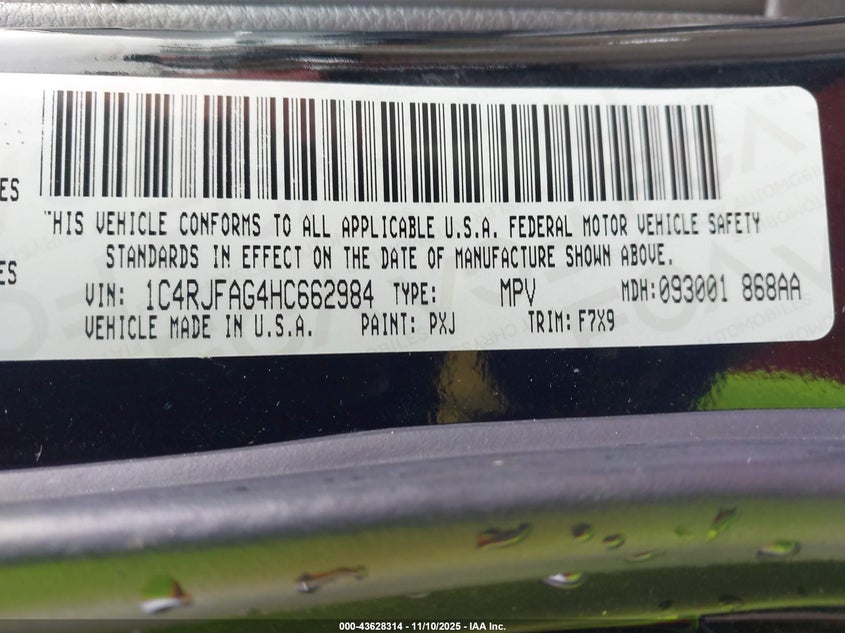 ES
"HIS VEHICLE CONFORMS TO ALL APPLICABLE U.S.A. FEDERAL MOTOR VEHICLE SAFETY
ES
STANDARDS IN EFFECT ON THE DATE OF MANUFACTURE SHOWN ABOVE.
VIN: 1C4RJFAG4HC662984 TYPE: MPV MDH:093001 868AA
VEHICLE MADE IN U.S.A. PAINT: PXJ TRIM: F7X9
000-43628314 - 11/10/2025 - IAA Inc.